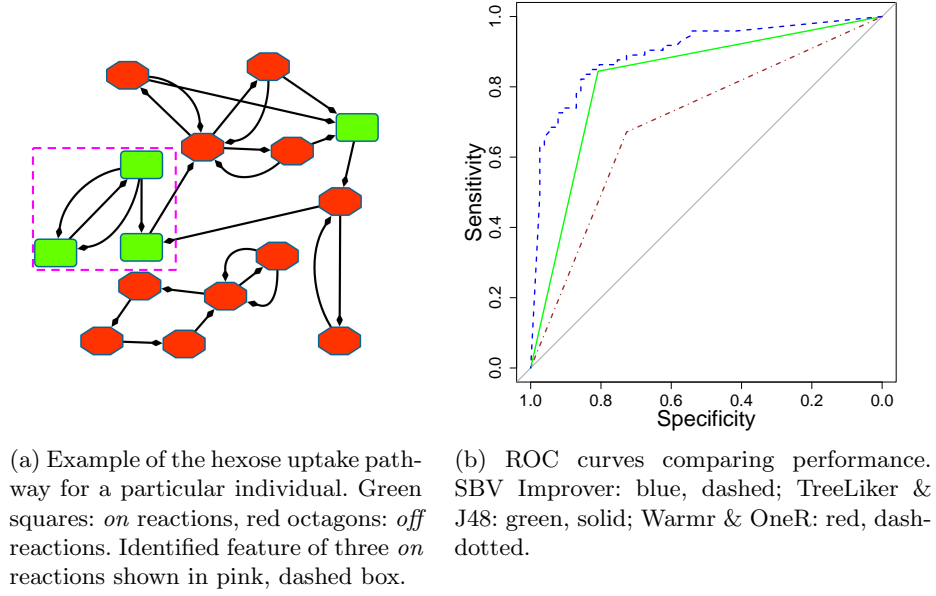 1.0
0.8
0.6
0.4
0.2
0.0
Sensitivity
1.0 0.8 0.6 0.4 0.2 0.0
Specificity
(a) Example of the hexose uptake path-
way for a particular individual. Green
squares: on reactions, red octagons: off
reactions. Identified feature of three on
reactions shown in pink, dashed box.
(b) ROC curves comparing performance.
SBV Improver: blue, dashed; TreeLiker &
J48: green, solid; Warmr & OneR: red, dash-
dotted.